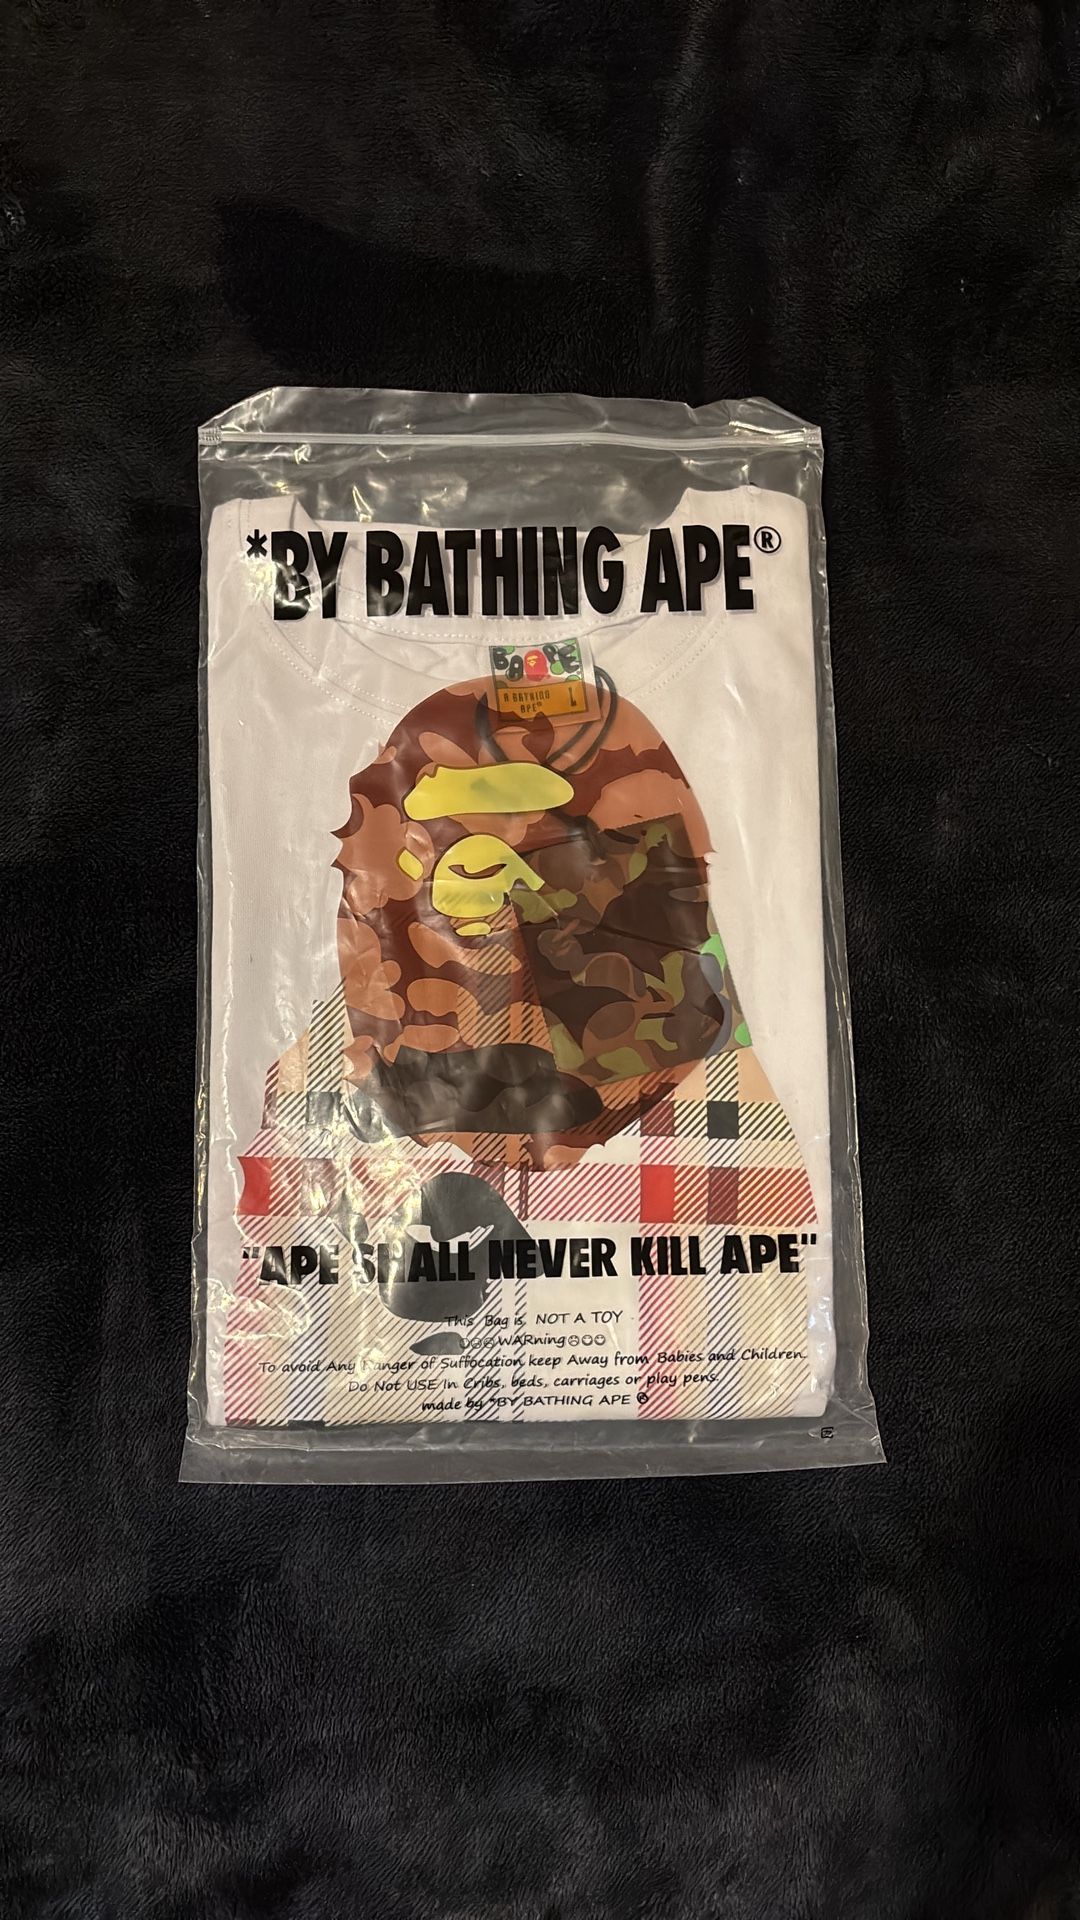 *BY BATHING APE®
BAPE
A BATHING
APE® L
"APE SHALL NEVER KILL APE"
This Bag is NOT A TOY
☺☹☹WARning☹☺☺
To avoid Any Danger of Suffocation keep Away from Babies and Children.
Do Not USE In Cribs, beds, carriages or play pens.
made by *BY BATHING APE ®